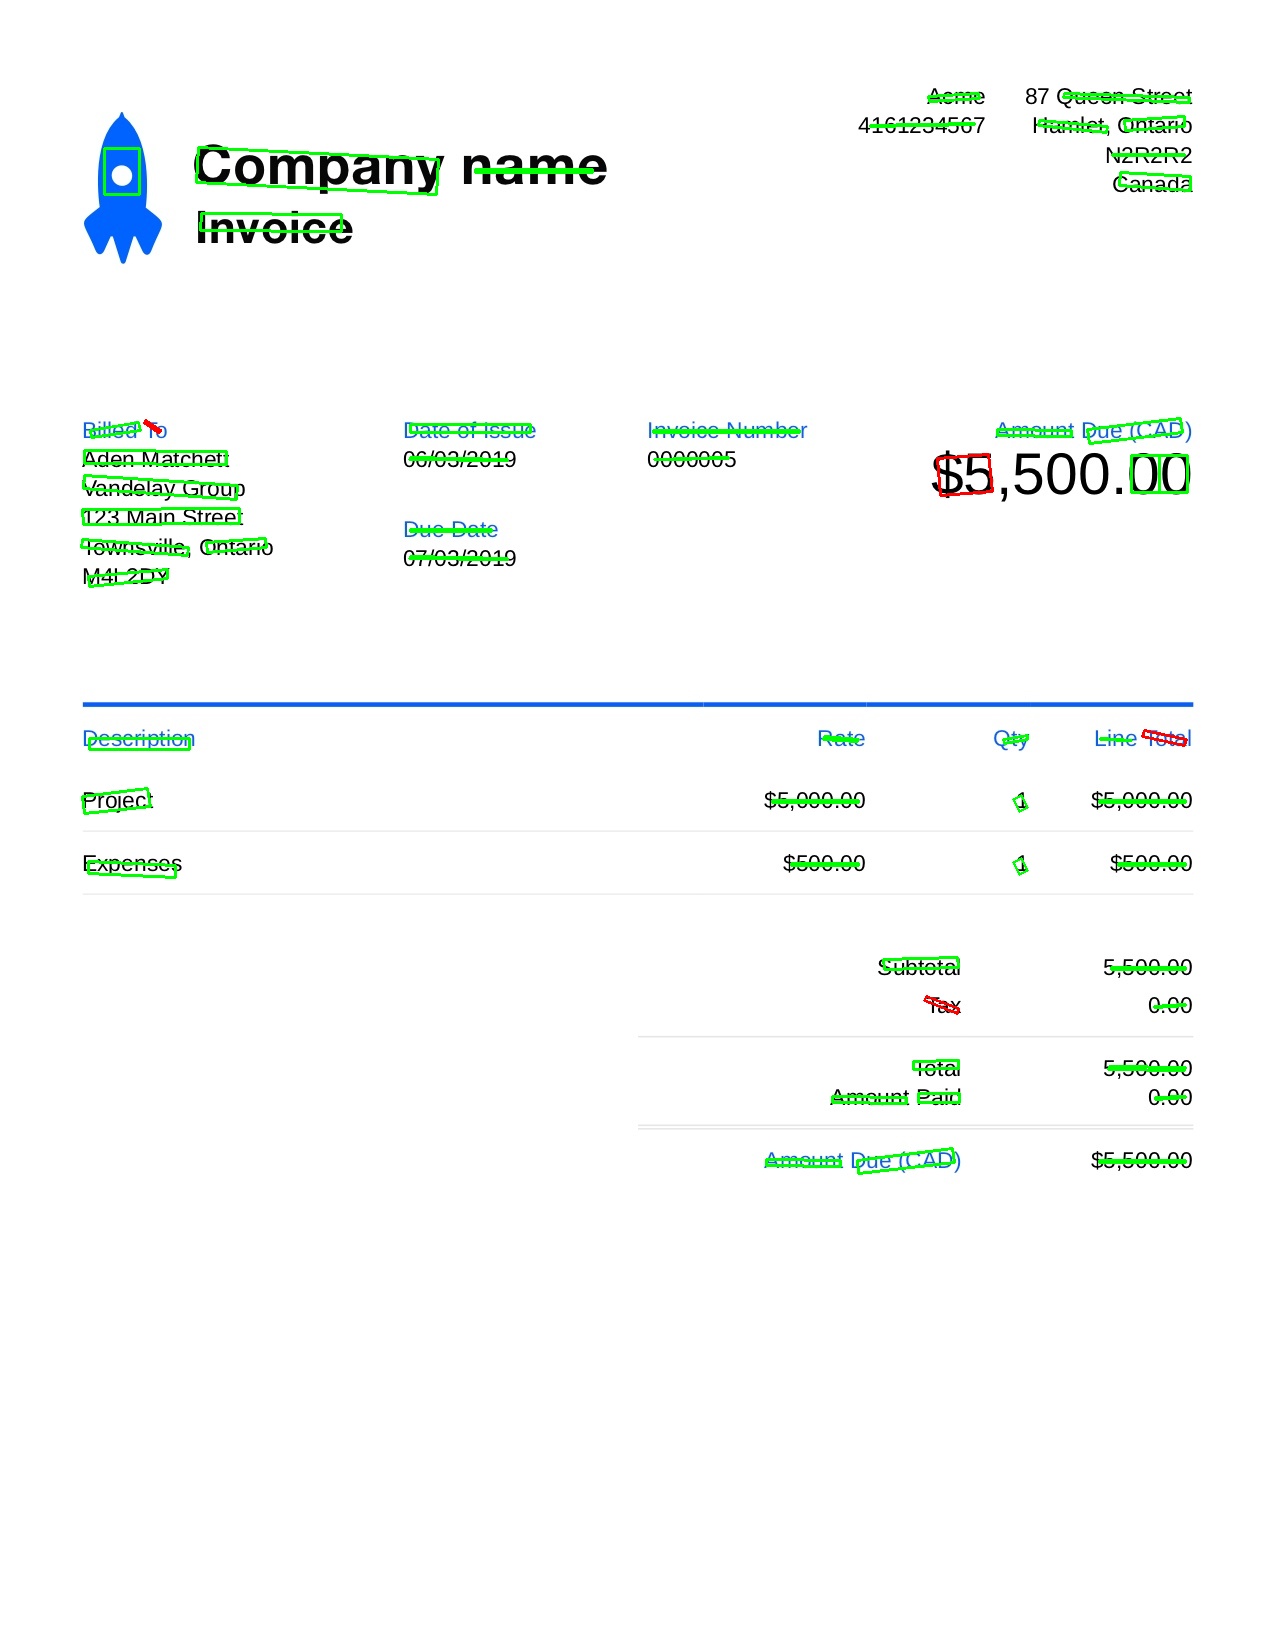 Acme
4161234567
87 Queen Street
Hamlet, Ontario
N2R2R2
Canada
Company name
Invoice
Billed To
Aden Matchett
Vandelay Group
123 Main Street
Townsville, Ontario
M4L2DY
Date of Issue
06/03/2019
Due Date
07/03/2019
Invoice Number
0000005
Amount Due (CAD)
$5,500.00
Description Rate Qty Line Total
Project $5,000.00 1 $5,000.00
Expenses $500.00 1 $500.00
Subtotal 5,500.00
Tax 0.00
Total 5,500.00
Amount Paid 0.00
Amount Due (CAD) $5,500.00